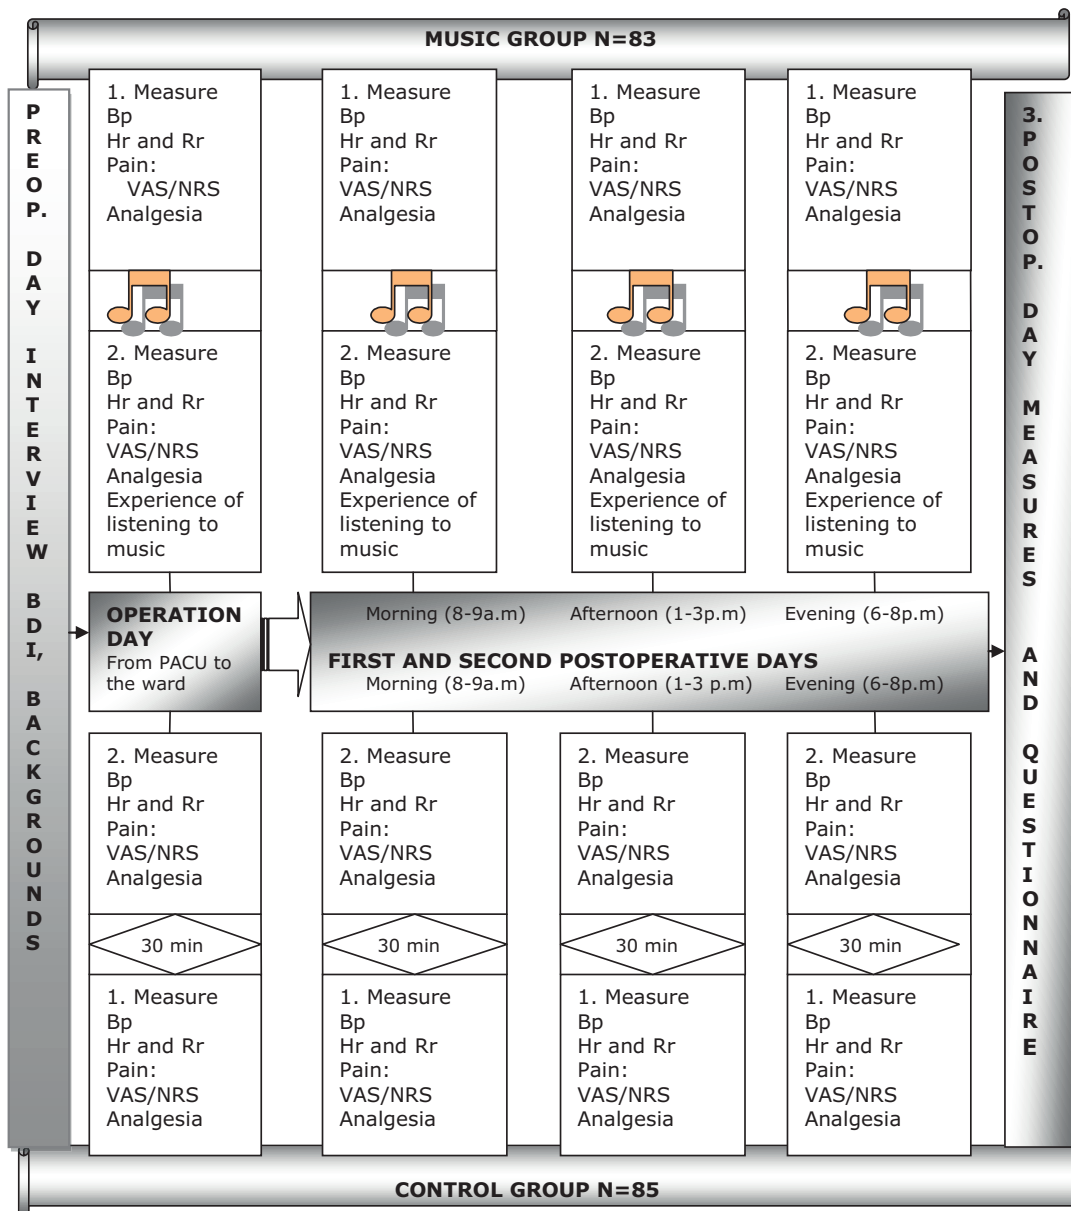 MUSIC GROUP N=83
PREOP. DAY INTERVIEW BDI, BACKGROUNDS
1. Measure
Bp
Hr and Rr
Pain:
VAS/NRS
Analgesia
1. Measure
Bp
Hr and Rr
Pain:
VAS/NRS
Analgesia
1. Measure
Bp
Hr and Rr
Pain:
VAS/NRS
Analgesia
1. Measure
Bp
Hr and Rr
Pain:
VAS/NRS
Analgesia
2. Measure
Bp
Hr and Rr
Pain:
VAS/NRS
Analgesia
Experience of
listening to
music
2. Measure
Bp
Hr and Rr
Pain:
VAS/NRS
Analgesia
Experience of
listening to
music
2. Measure
Bp
Hr and Rr
Pain:
VAS/NRS
Analgesia
Experience of
listening to
music
2. Measure
Bp
Hr and Rr
Pain:
VAS/NRS
Analgesia
Experience of
listening to
music
OPERATION
DAY
From PACU to
the ward
Morning (8-9a.m) Afternoon (1-3p.m) Evening (6-8p.m)
FIRST AND SECOND POSTOPERATIVE DAYS
Morning (8-9a.m) Afternoon (1-3 p.m) Evening (6-8p.m)
2. Measure
Bp
Hr and Rr
Pain:
VAS/NRS
Analgesia
2. Measure
Bp
Hr and Rr
Pain:
VAS/NRS
Analgesia
2. Measure
Bp
Hr and Rr
Pain:
VAS/NRS
Analgesia
2. Measure
Bp
Hr and Rr
Pain:
VAS/NRS
Analgesia
30 min
30 min
30 min
30 min
1. Measure
Bp
Hr and Rr
Pain:
VAS/NRS
Analgesia
1. Measure
Bp
Hr and Rr
Pain:
VAS/NRS
Analgesia
1. Measure
Bp
Hr and Rr
Pain:
VAS/NRS
Analgesia
1. Measure
Bp
Hr and Rr
Pain:
VAS/NRS
Analgesia
3. POSTOP. DAY MEASURES AND QUESTIONNAIRE
CONTROL GROUP N=85